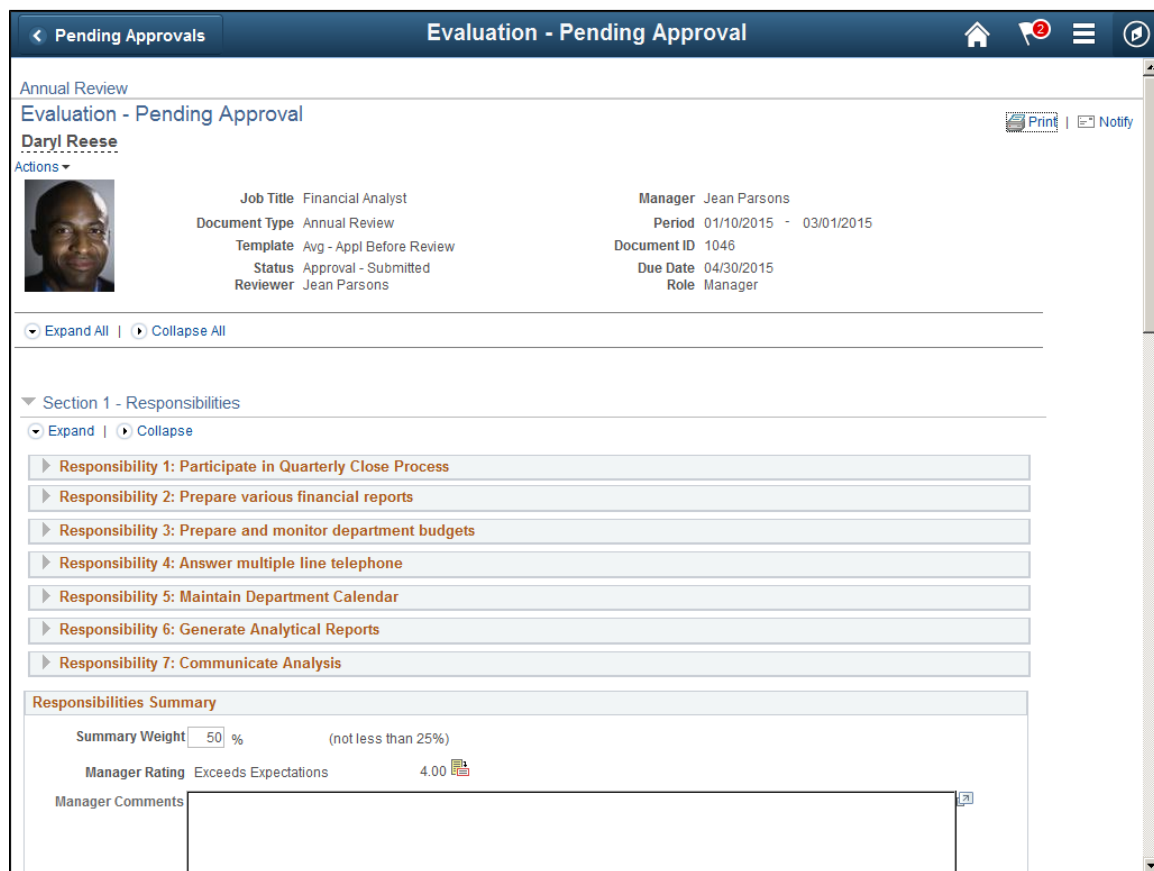 Pending Approvals Evaluation - Pending Approval 2
Annual Review
Evaluation - Pending Approval
Print | Notify
Daryl Reese
Actions
Job Title Financial Analyst Manager Jean Parsons
Document Type Annual Review Period 01/10/2015 - 03/01/2015
Template Avg - Appl Before Review Document ID 1046
Status Approval - Submitted Due Date 04/30/2015
Reviewer Jean Parsons Role Manager
Expand All | Collapse All
Section 1 - Responsibilities
Expand | Collapse
Responsibility 1: Participate in Quarterly Close Process
Responsibility 2: Prepare various financial reports
Responsibility 3: Prepare and monitor department budgets
Responsibility 4: Answer multiple line telephone
Responsibility 5: Maintain Department Calendar
Responsibility 6: Generate Analytical Reports
Responsibility 7: Communicate Analysis
Responsibilities Summary
Summary Weight 50 % (not less than 25%)
Manager Rating Exceeds Expectations 4.00
Manager Comments